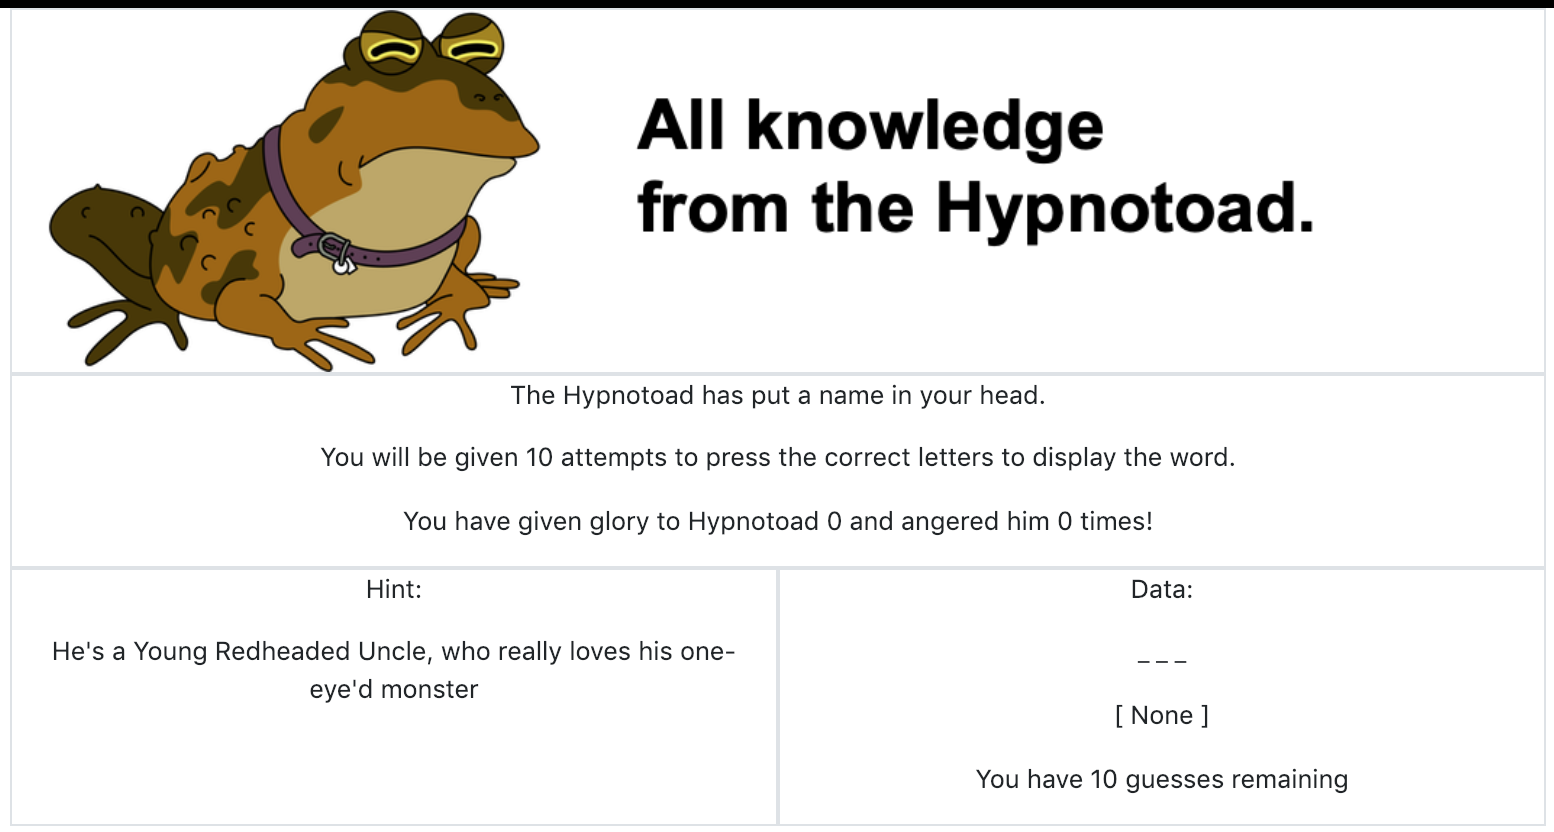 All knowledge
from the Hypnotoad.
The Hypnotoad has put a name in your head.
You will be given 10 attempts to press the correct letters to display the word.
You have given glory to Hypnotoad 0 and angered him 0 times!
Hint:
He's a Young Redheaded Uncle, who really loves his one-
eye'd monster
Data:
_ _ _
[ None ]
You have 10 guesses remaining